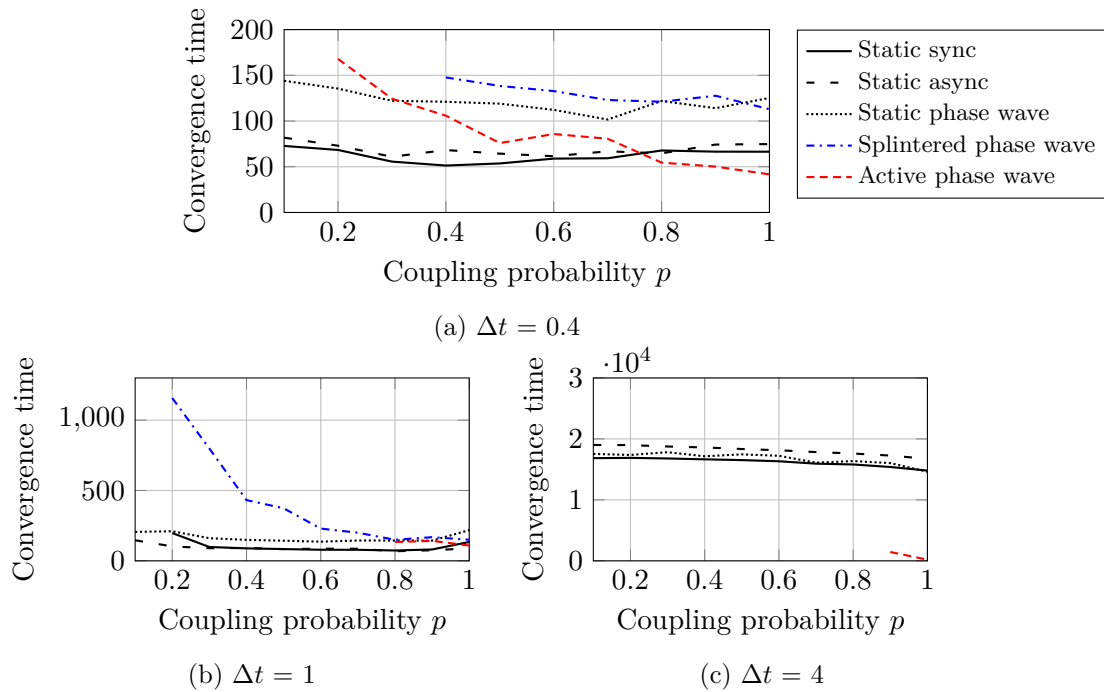 Convergence time
200
150
100
50
0
0.2
0.4
0.6
0.8
1
Coupling probability p
Static sync
Static async
Static phase wave
Splintered phase wave
Active phase wave
(a) Δt = 0.4
Convergence time
1,000
500
0
0.2
0.4
0.6
0.8
1
Coupling probability p
(b) Δt = 1
Convergence time
·10⁴
3
2
1
0
0.2
0.4
0.6
0.8
1
Coupling probability p
(c) Δt = 4